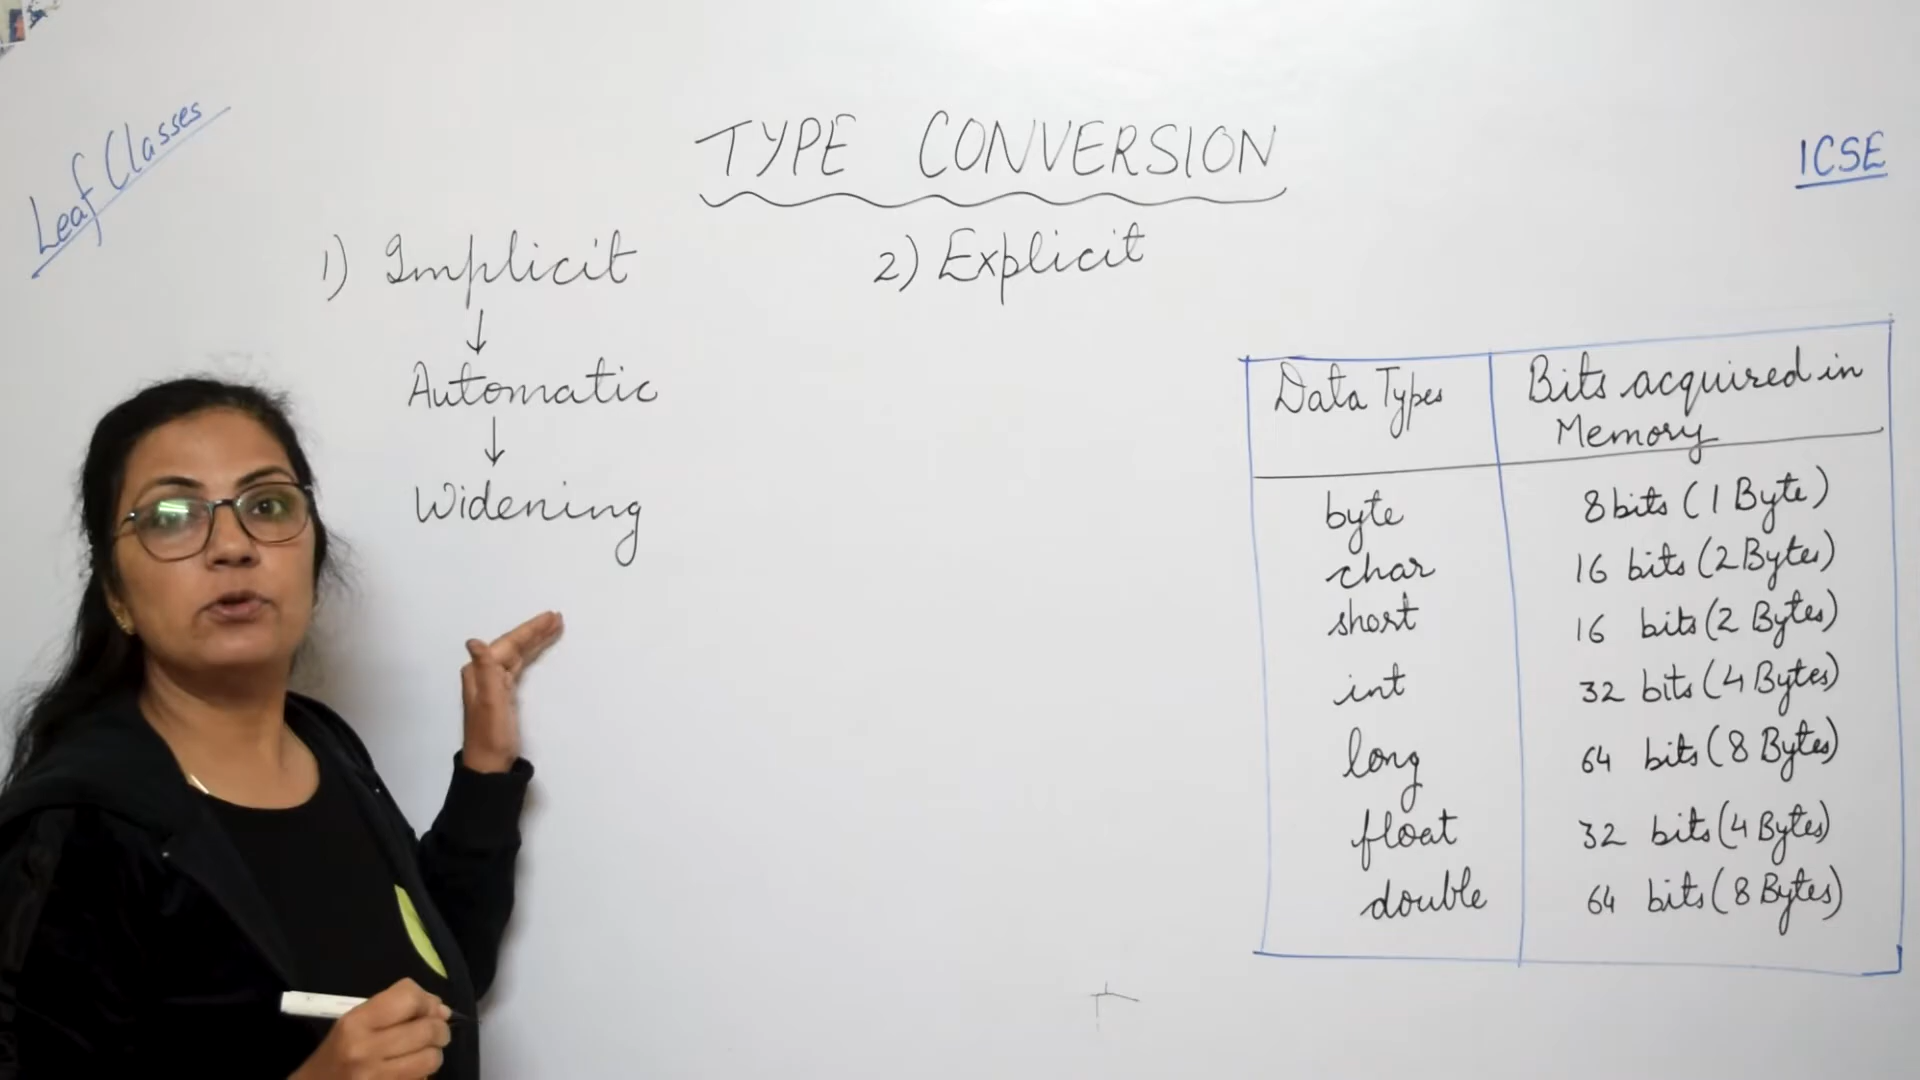 Leaf Classes
TYPE CONVERSION
ICSE
1) Implicit
2) Explicit
↓
Automatic
↓
Widening
Data Types Bits acquired in Memory
byte 8 bits (1 Byte)
char 16 bits (2 Bytes)
short 16 bits (2 Bytes)
int 32 bits (4 Bytes)
long 64 bits (8 Bytes)
float 32 bits (4 Bytes)
double 64 bits (8 Bytes)